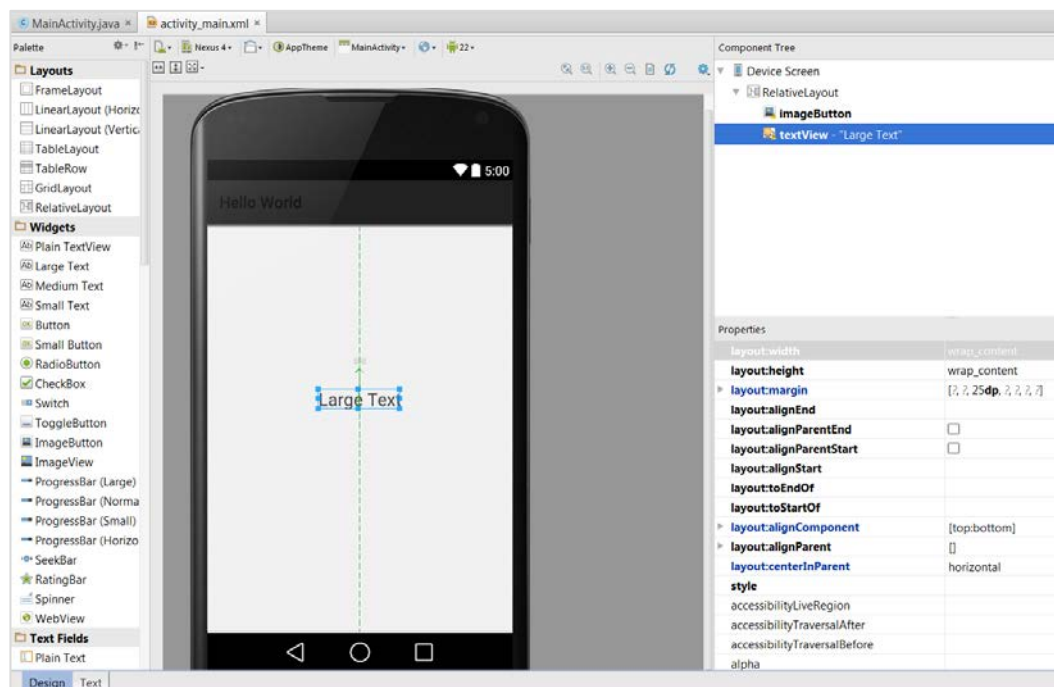 MainActivity.java ×
activity_main.xml ×
Palette
Nexus 4
AppTheme
MainActivity
22
Component Tree
Layouts
FrameLayout
LinearLayout (Horizo
LinearLayout (Vertic
TableLayout
TableRow
GridLayout
RelativeLayout
Widgets
Plain TextView
Large Text
Medium Text
Small Text
Button
Small Button
RadioButton
CheckBox
Switch
ToggleButton
ImageButton
ImageView
ProgressBar (Large)
ProgressBar (Norma
ProgressBar (Small)
ProgressBar (Horizo
SeekBar
RatingBar
Spinner
WebView
Text Fields
Plain Text
Design Text
5:00
Hello World
Large Text
Device Screen
RelativeLayout
imageButton
textView - "Large Text"
Properties
layout:width wrap_content
layout:height wrap_content
layout:margin [?, ?, 25dp, ?, ?, ?, ?]
layout:alignEnd
layout:alignParentEnd
layout:alignParentStart
layout:alignStart
layout:toEndOf
layout:toStartOf
layout:alignComponent [top:bottom]
layout:alignParent []
layout:centerInParent horizontal
style
accessibilityLiveRegion
accessibilityTraversalAfter
accessibilityTraversalBefore
alpha